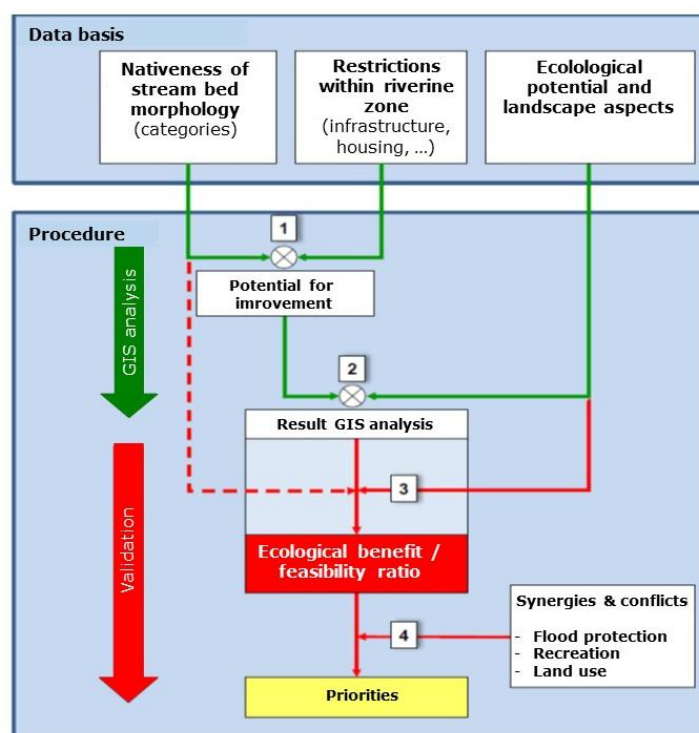 Data basis
Nativeness of
stream bed
morphology
(categories)
Restrictions
within riverine
zone
(infrastructure,
housing, ...)
Ecolological
potential and
landscape aspects
Procedure
1
GIS analysis
Potential for
imrovement
2
Result GIS analysis
3
Validation
Ecological benefit /
feasibility ratio
Synergies & conflicts
- Flood protection
- Recreation
- Land use
4
Priorities